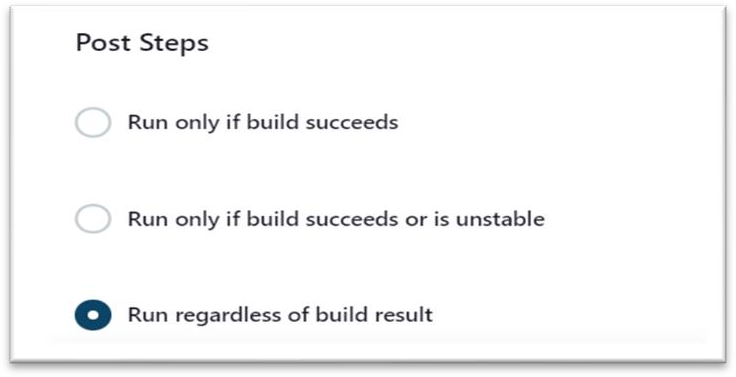 Post Steps
Run only if build succeeds
Run only if build succeeds or is unstable
Run regardless of build result